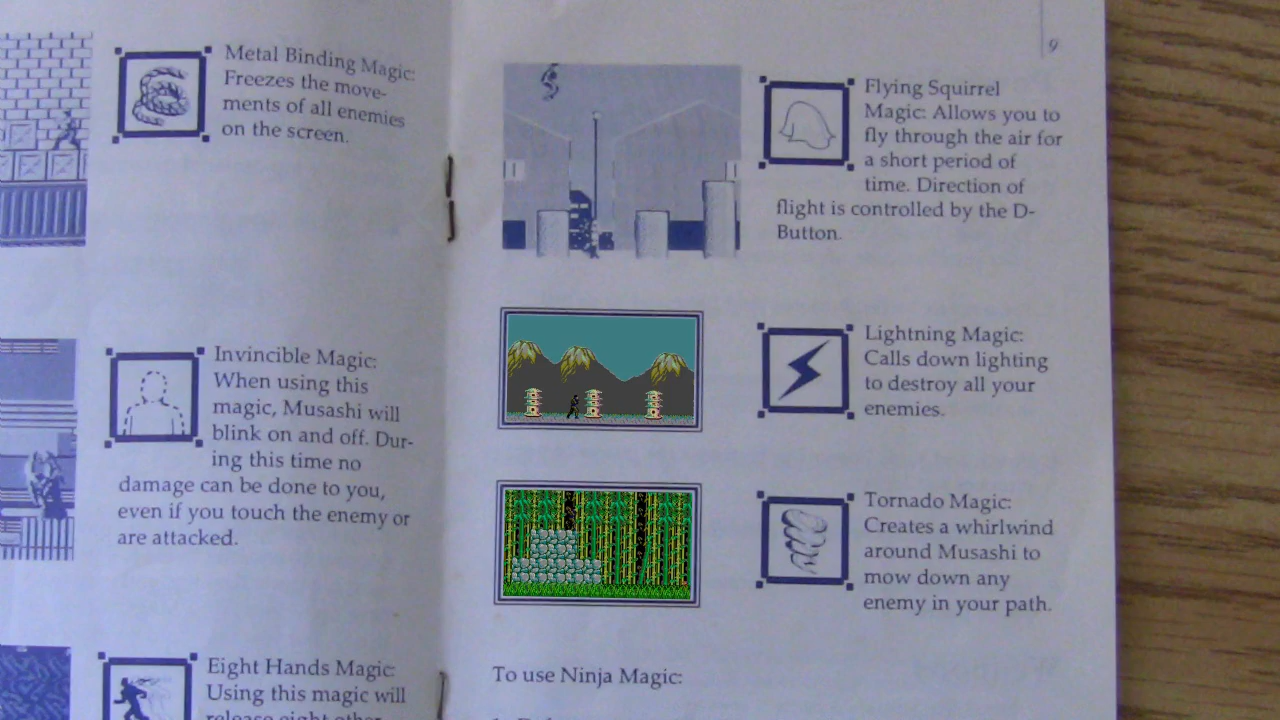 Metal Binding Magic:
Freezes the move-
ments of all enemies
on the screen.
Invincible Magic:
When using this
magic, Musashi will
blink on and off. Dur-
ing this time no
damage can be done to you,
even if you touch the enemy or
are attacked.
Eight Hands Magic:
Using this magic will
release eight other
9
Flying Squirrel
Magic: Allows you to
fly through the air for
a short period of
time. Direction of
flight is controlled by the D-
Button.
Lightning Magic:
Calls down lighting
to destroy all your
enemies.
Tornado Magic:
Creates a whirlwind
around Musashi to
mow down any
enemy in your path.
To use Ninja Magic: